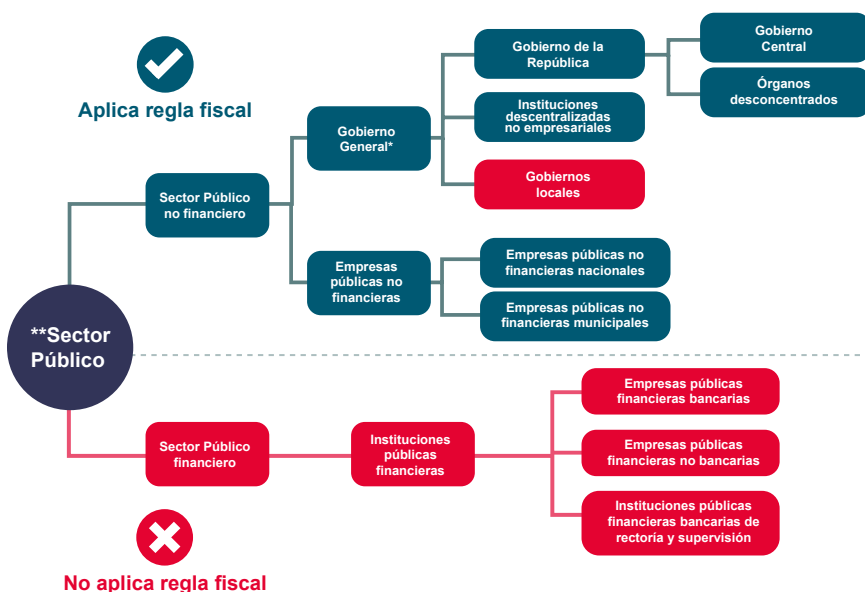 Aplica regla fiscal
**Sector
Público
Sector Público
no financiero
Gobierno
General*
Gobierno de la
República
Gobierno
Central
Órganos
desconcentrados
Instituciones
descentralizadas
no empresariales
Gobiernos
locales
Empresas
públicas no
financieras
Empresas públicas no
financieras nacionales
Empresas públicas no
financieras municipales
Sector Público
financiero
Instituciones
públicas
financieras
Empresas públicas
financieras bancarias
Empresas públicas
financieras no bancarias
Instituciones públicas
financieras bancarias de
rectoría y supervisión
No aplica regla fiscal